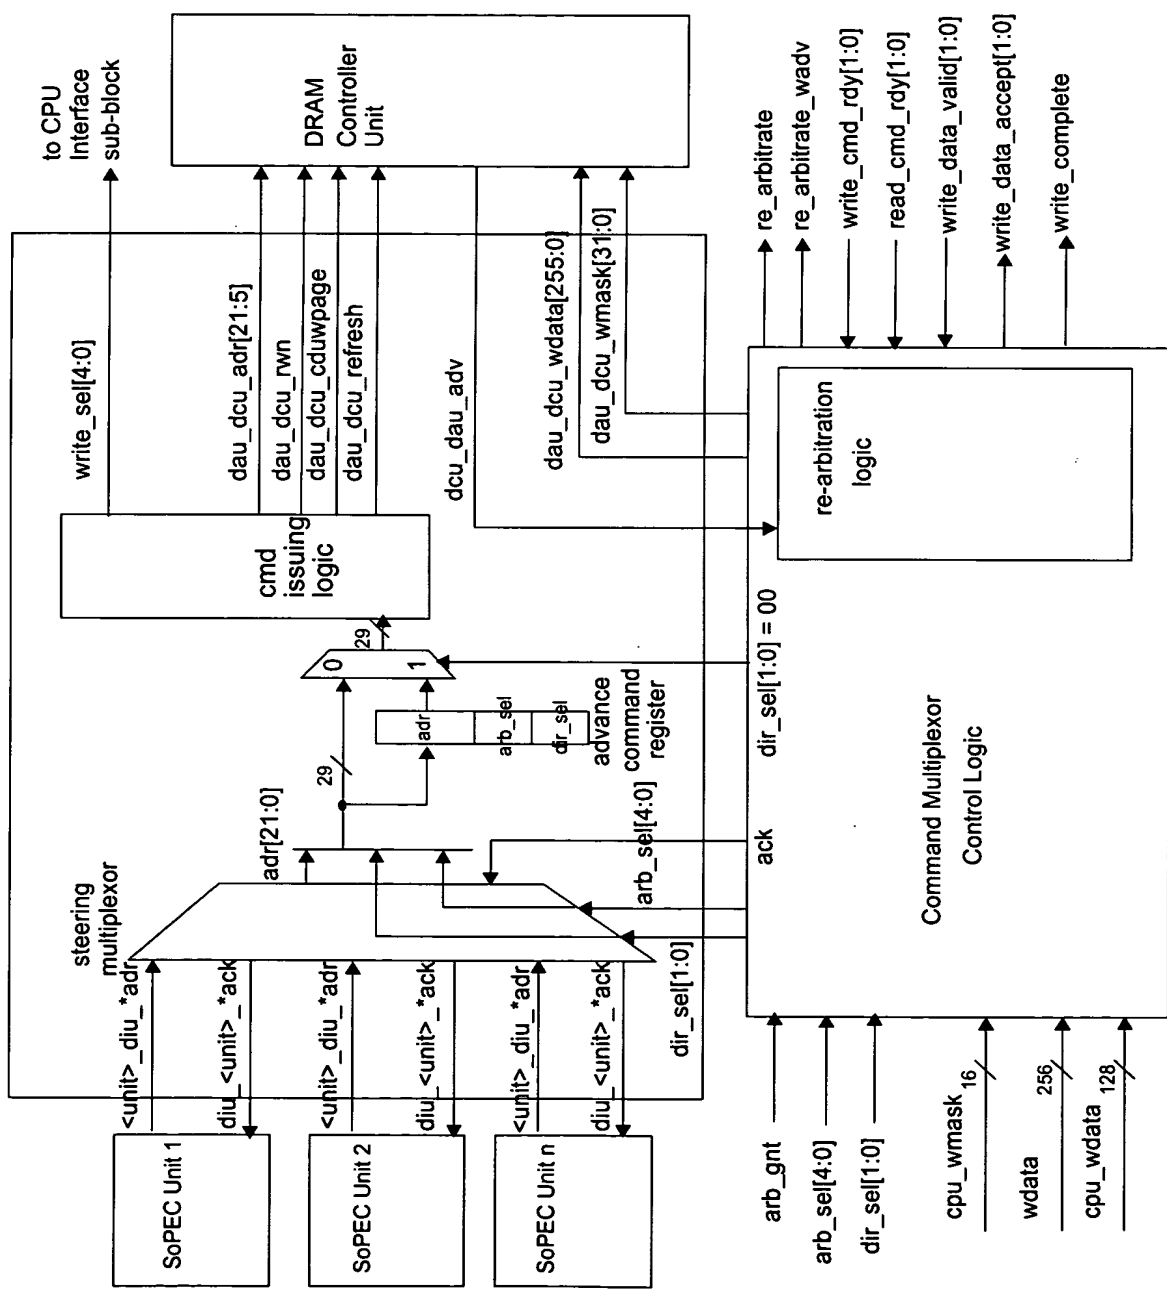 to CPU
Interface
sub-block
write_sel[4:0]
DRAM
Controller
Unit
dau_dcu_adr[21:5]
dau_dcu_rwn
dau_dcu_cduwpage
dau_dcu_refresh
dcu_dau_adv
dau_dcu_wdata[255:0]
dau_dcu_wmask[31:0]
cmd
issuing
logic
29
0
1
adr
arb_sel
dir_sel
advance
command
register
29
adr[21:0]
steering
multiplexor
<unit>_diu_*adr
diu_<unit>_*ack
<unit>_diu_*adr
diu_<unit>_*ack
<unit>_diu_*adr
diu_<unit>_*ack
SoPEC Unit 1
SoPEC Unit 2
SoPEC Unit n
dir_sel[1:0]
arb_sel[4:0]
ack
dir_sel[1:0] = 00
Command Multiplexor
Control Logic
re-arbitration
logic
re_arbitrate
re_arbitrate_wadv
write_cmd_rdy[1:0]
read_cmd_rdy[1:0]
write_data_valid[1:0]
write_data_accept[1:0]
write_complete
arb_gnt
arb_sel[4:0]
dir_sel[1:0]
cpu_wmask
16
wdata
256
cpu_wdata
128